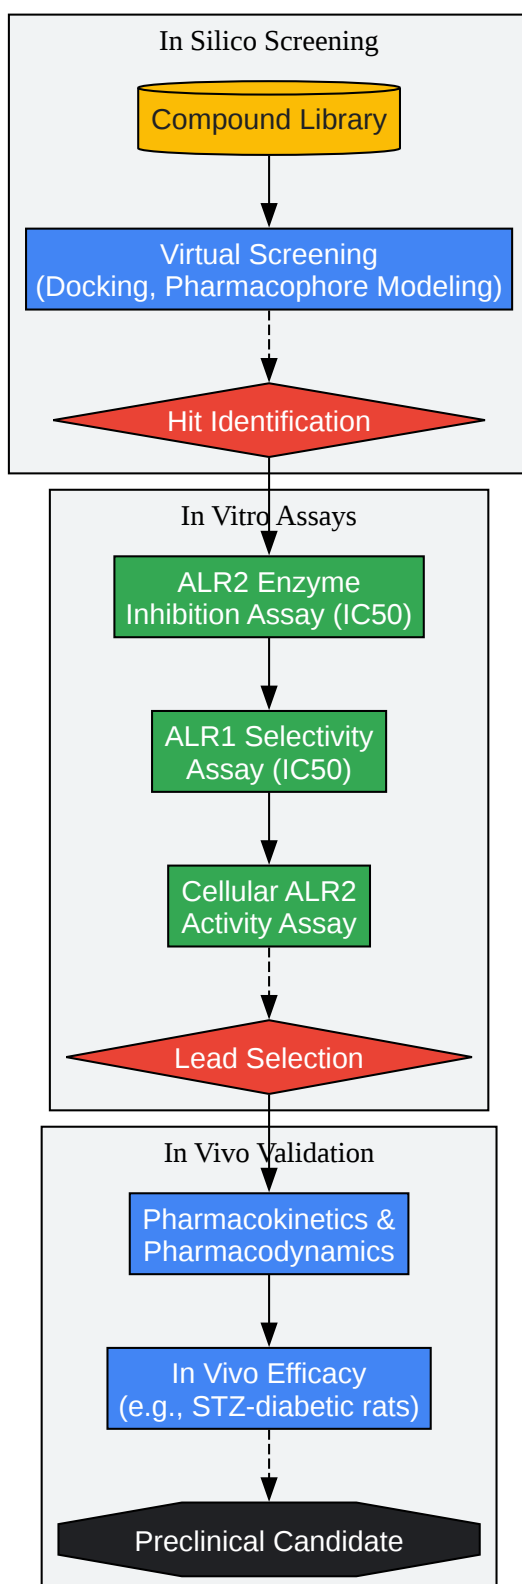 In Silico Screening
Compound Library
Virtual Screening
(Docking, Pharmacophore Modeling)
Hit Identification
In Vitro Assays
ALR2 Enzyme
Inhibition Assay (IC50)
ALR1 Selectivity
Assay (IC50)
Cellular ALR2
Activity Assay
Lead Selection
In Vivo Validation
Pharmacokinetics &
Pharmacodynamics
In Vivo Efficacy
(e.g., STZ-diabetic rats)
Preclinical Candidate